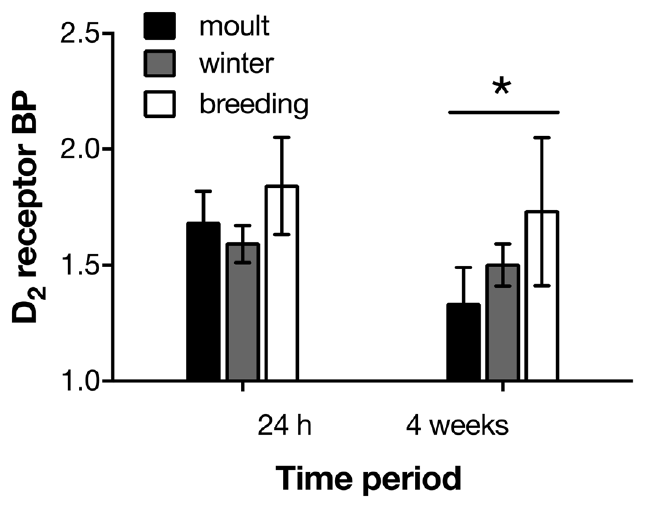 2.5
2.0
1.5
1.0
D₂ receptor BP
moult
winter
breeding
*
24 h
4 weeks
Time period